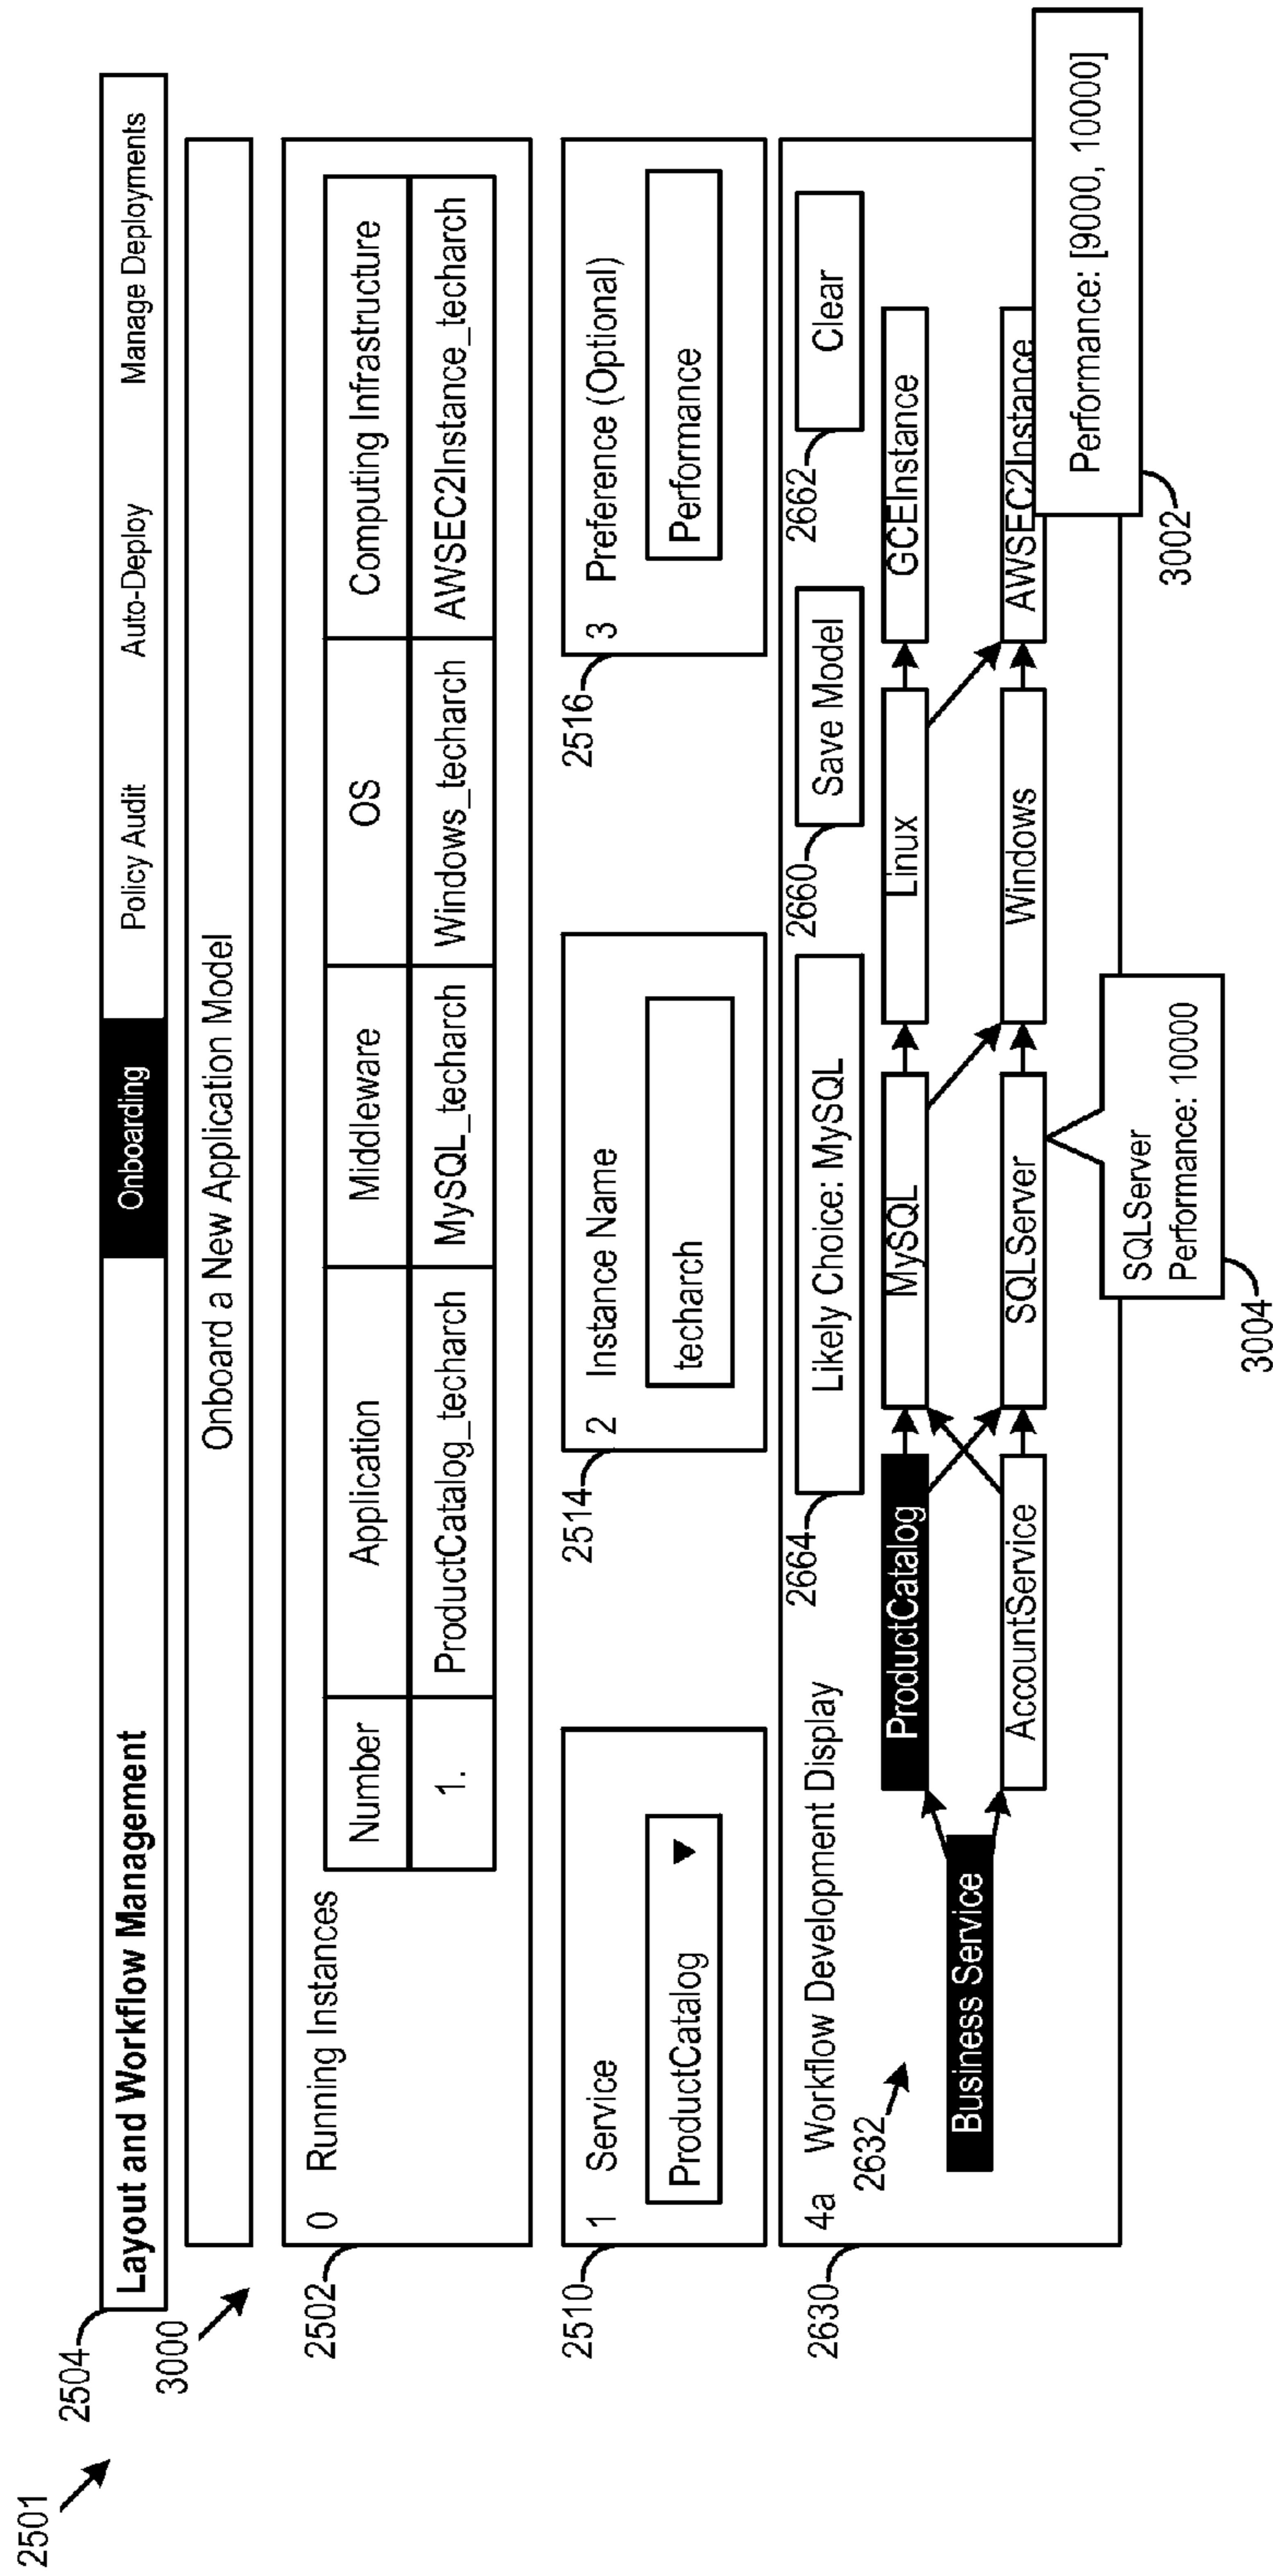 2501
2504
Layout and Workflow Management
Onboarding
Policy Audit
Auto-Deploy
Manage Deployments
3000
Onboard a New Application Model
2502
0 Running Instances
Number
Application
Middleware
OS
Computing Infrastructure
1.
ProductCatalog_techarch
MySQL_techarch
Windows_techarch
AWSEC2Instance_techarch
2510
1 Service
ProductCatalog
2514
2 Instance Name
techarch
2516
3 Preference (Optional)
Performance
2630
4a Workflow Development Display
2664
Likely Choice: MySQL
2660
Save Model
2662
Clear
2632
Business Service
ProductCatalog
MySQL
Linux
GCEInstance
AccountService
SQLServer
Windows
AWSEC2Instance
Performance: [9000, 10000]
3002
SQLServer
Performance: 10000
3004